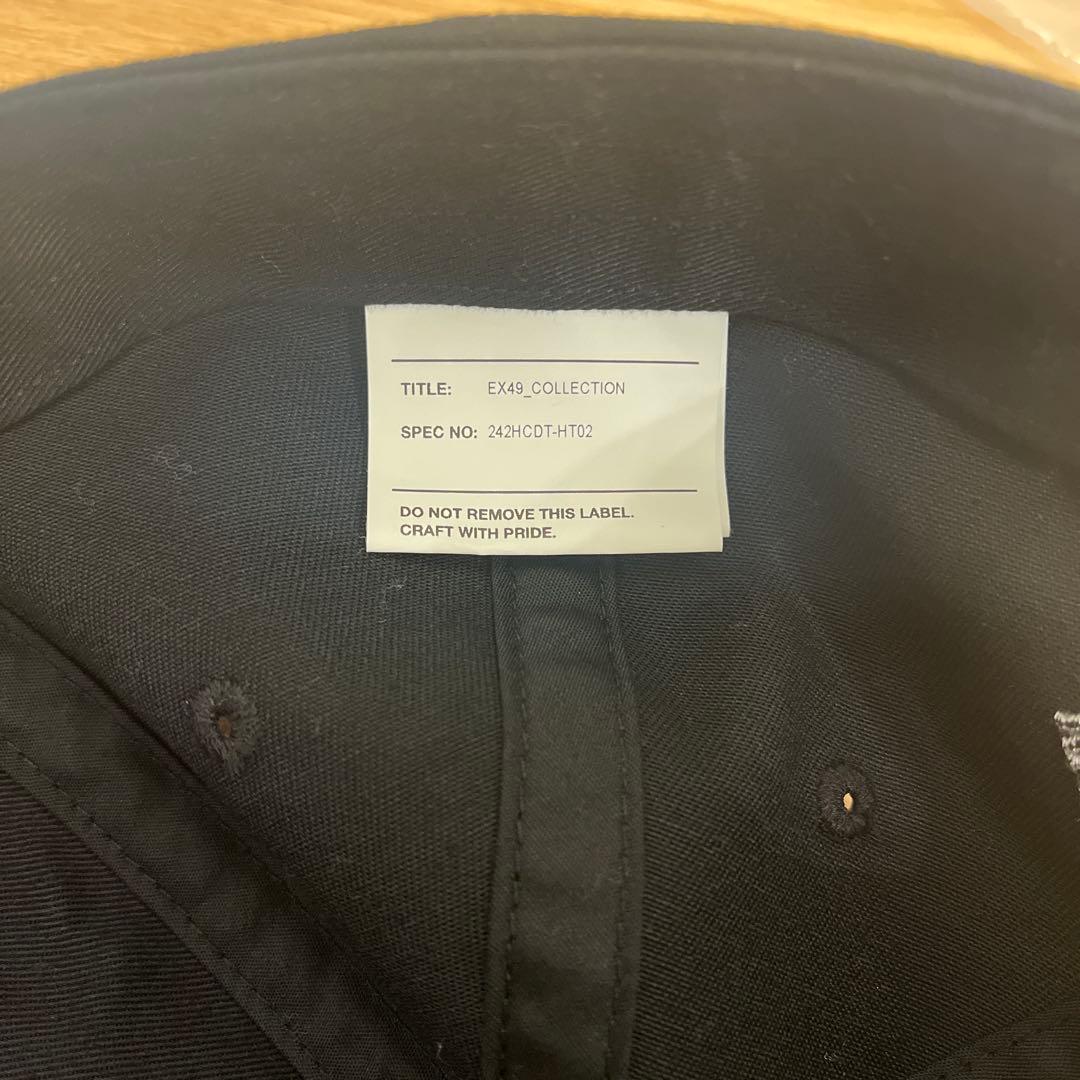 TITLE: EX49_COLLECTION
SPEC NO: 242HCDT-HT02
DO NOT REMOVE THIS LABEL.
CRAFT WITH PRIDE.